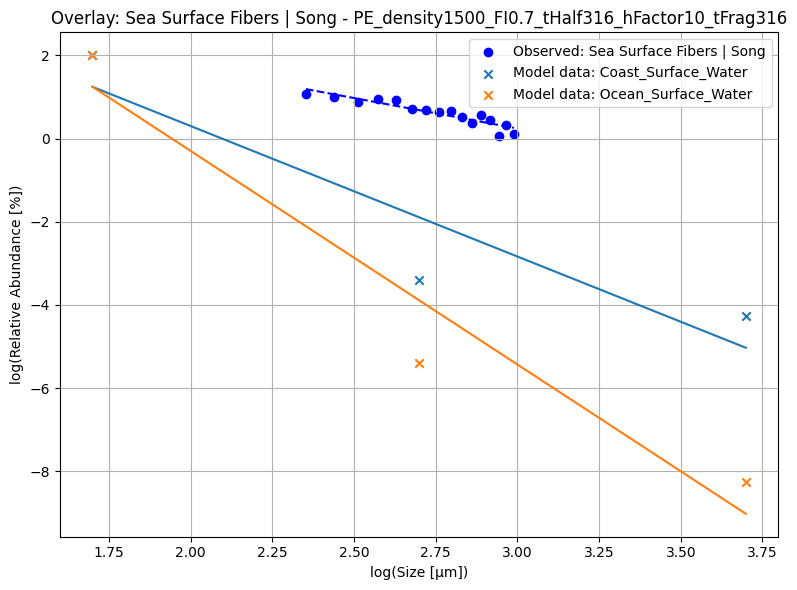 Overlay: Sea Surface Fibers | Song - PE_density1500_FI0.7_tHalf316_hFactor10_tFrag316
Observed: Sea Surface Fibers | Song
Model data: Coast_Surface_Water
Model data: Ocean_Surface_Water
log(Relative Abundance [%])
2
0
−2
−4
−6
−8
1.75 2.00 2.25 2.50 2.75 3.00 3.25 3.50 3.75
log(Size [μm])